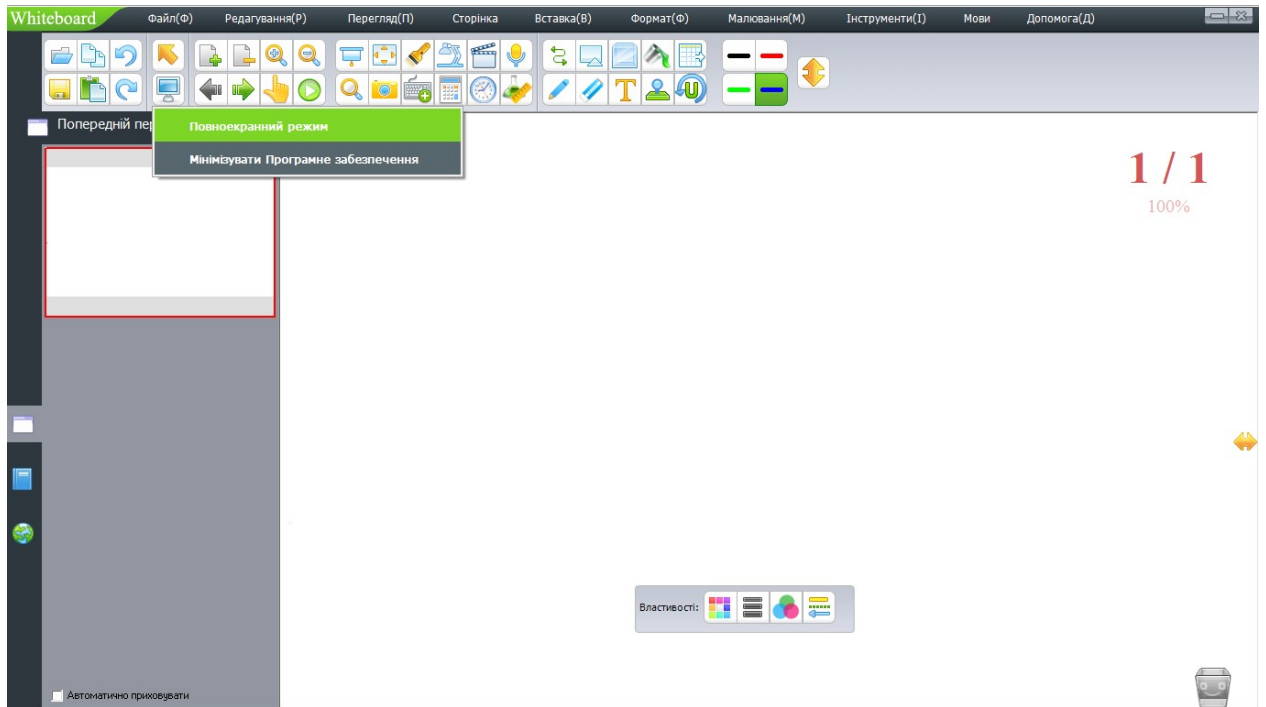 Whiteboard Файл(Ф) Редагування(Р) Перегляд(П) Сторінка Вставка(В) Формат(Ф) Малювання(М) Інструменти(І) Мови Допомога(Д)
Попередній
Повноекранний режим
Мінімізувати Програмне забезпечення
1 / 1
100%
Властивості:
Автоматично приховувати